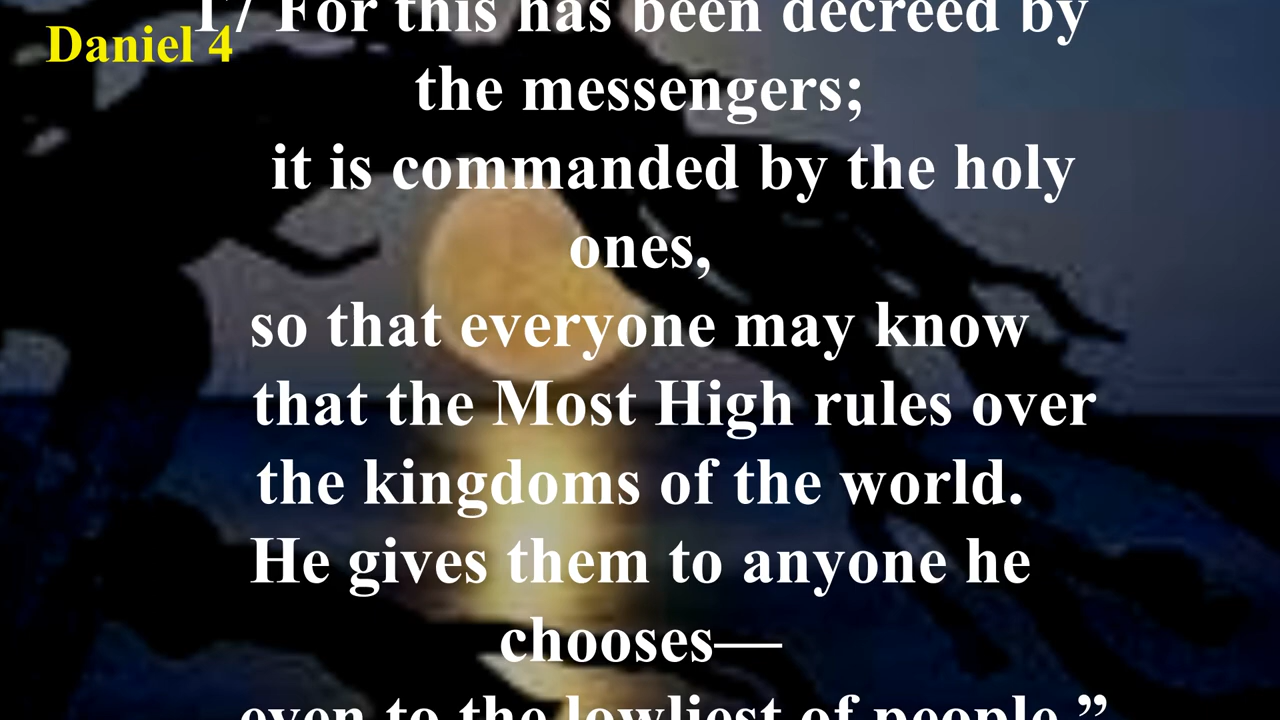 Daniel 4
17 For this has been decreed by
the messengers;
it is commanded by the holy
ones,
so that everyone may know
that the Most High rules over
the kingdoms of the world.
He gives them to anyone he
chooses—
even to the lowliest of people.”